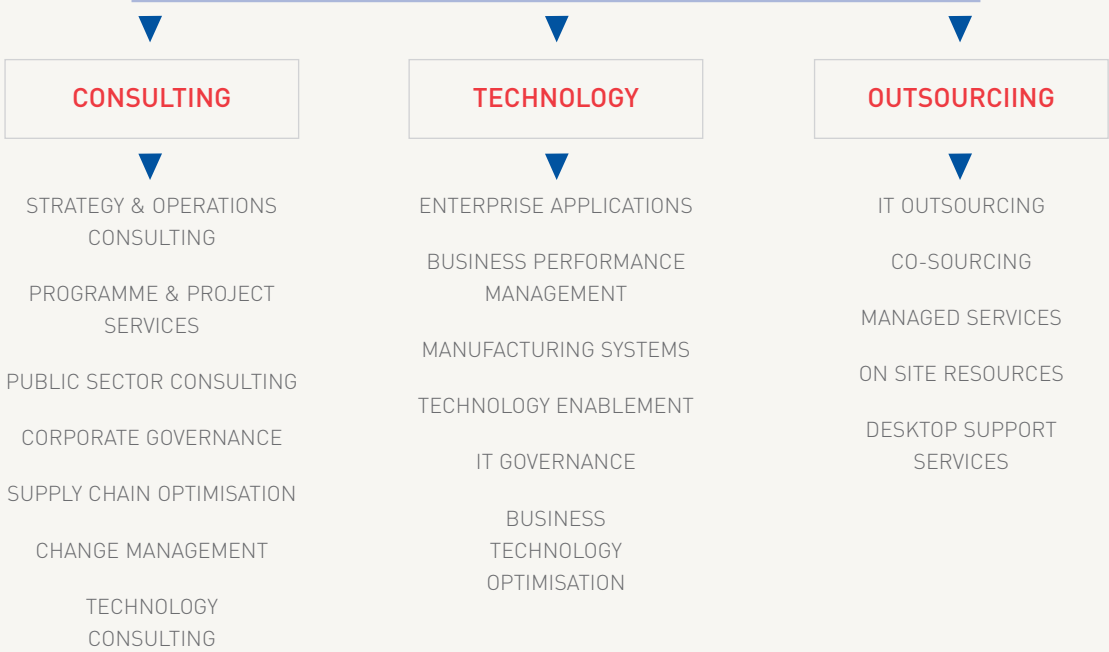 CONSULTING
STRATEGY & OPERATIONS
CONSULTING
PROGRAMME & PROJECT
SERVICES
PUBLIC SECTOR CONSULTING
CORPORATE GOVERNANCE
SUPPLY CHAIN OPTIMISATION
CHANGE MANAGEMENT
TECHNOLOGY
CONSULTING
TECHNOLOGY
ENTERPRISE APPLICATIONS
BUSINESS PERFORMANCE
MANAGEMENT
MANUFACTURING SYSTEMS
TECHNOLOGY ENABLEMENT
IT GOVERNANCE
BUSINESS
TECHNOLOGY
OPTIMISATION
OUTSOURCIING
IT OUTSOURCING
CO-SOURCING
MANAGED SERVICES
ON SITE RESOURCES
DESKTOP SUPPORT
SERVICES